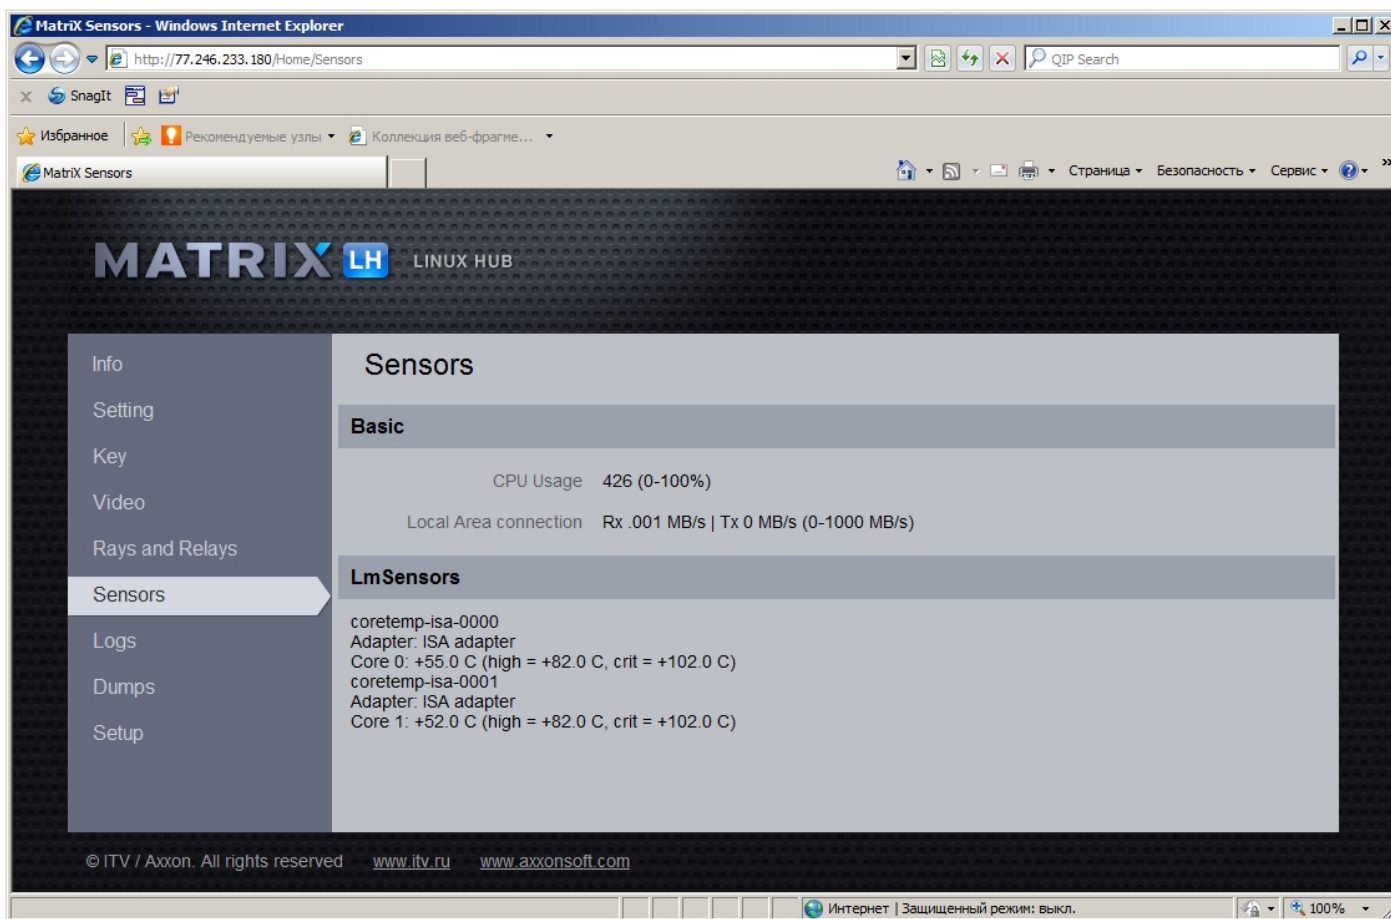 MatriX Sensors - Windows Internet Explorer
http://77.246.233.180/Home/Sensors
QIP Search
x SnagIt
Избранное Рекомендуемые узлы Коллекция веб-фрагме...
MatriX Sensors
Страница Безопасность Сервис »
MATRIX LH LINUX HUB
Info
Setting
Key
Video
Rays and Relays
Sensors
Logs
Dumps
Setup
Sensors
Basic
CPU Usage 426 (0-100%)
Local Area connection Rx .001 MB/s | Tx 0 MB/s (0-1000 MB/s)
LmSensors
coretemp-isa-0000
Adapter: ISA adapter
Core 0: +55.0 C (high = +82.0 C, crit = +102.0 C)
coretemp-isa-0001
Adapter: ISA adapter
Core 1: +52.0 C (high = +82.0 C, crit = +102.0 C)
© ITV / Axxon. All rights reserved www.itv.ru www.axxonsoft.com
Интернет | Защищенный режим: выкл. 100%